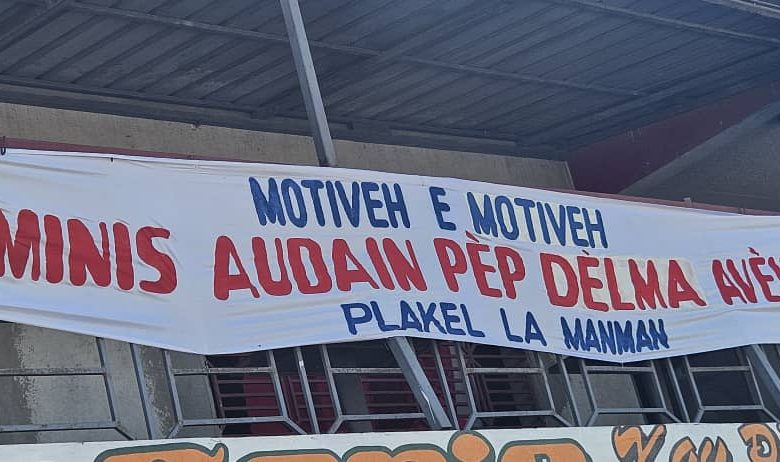 MOTIVEH E MOTIVEH
MINIS AUDAIN PÈP DÈLMA AVÈ
PLAKEL LA MANMAN